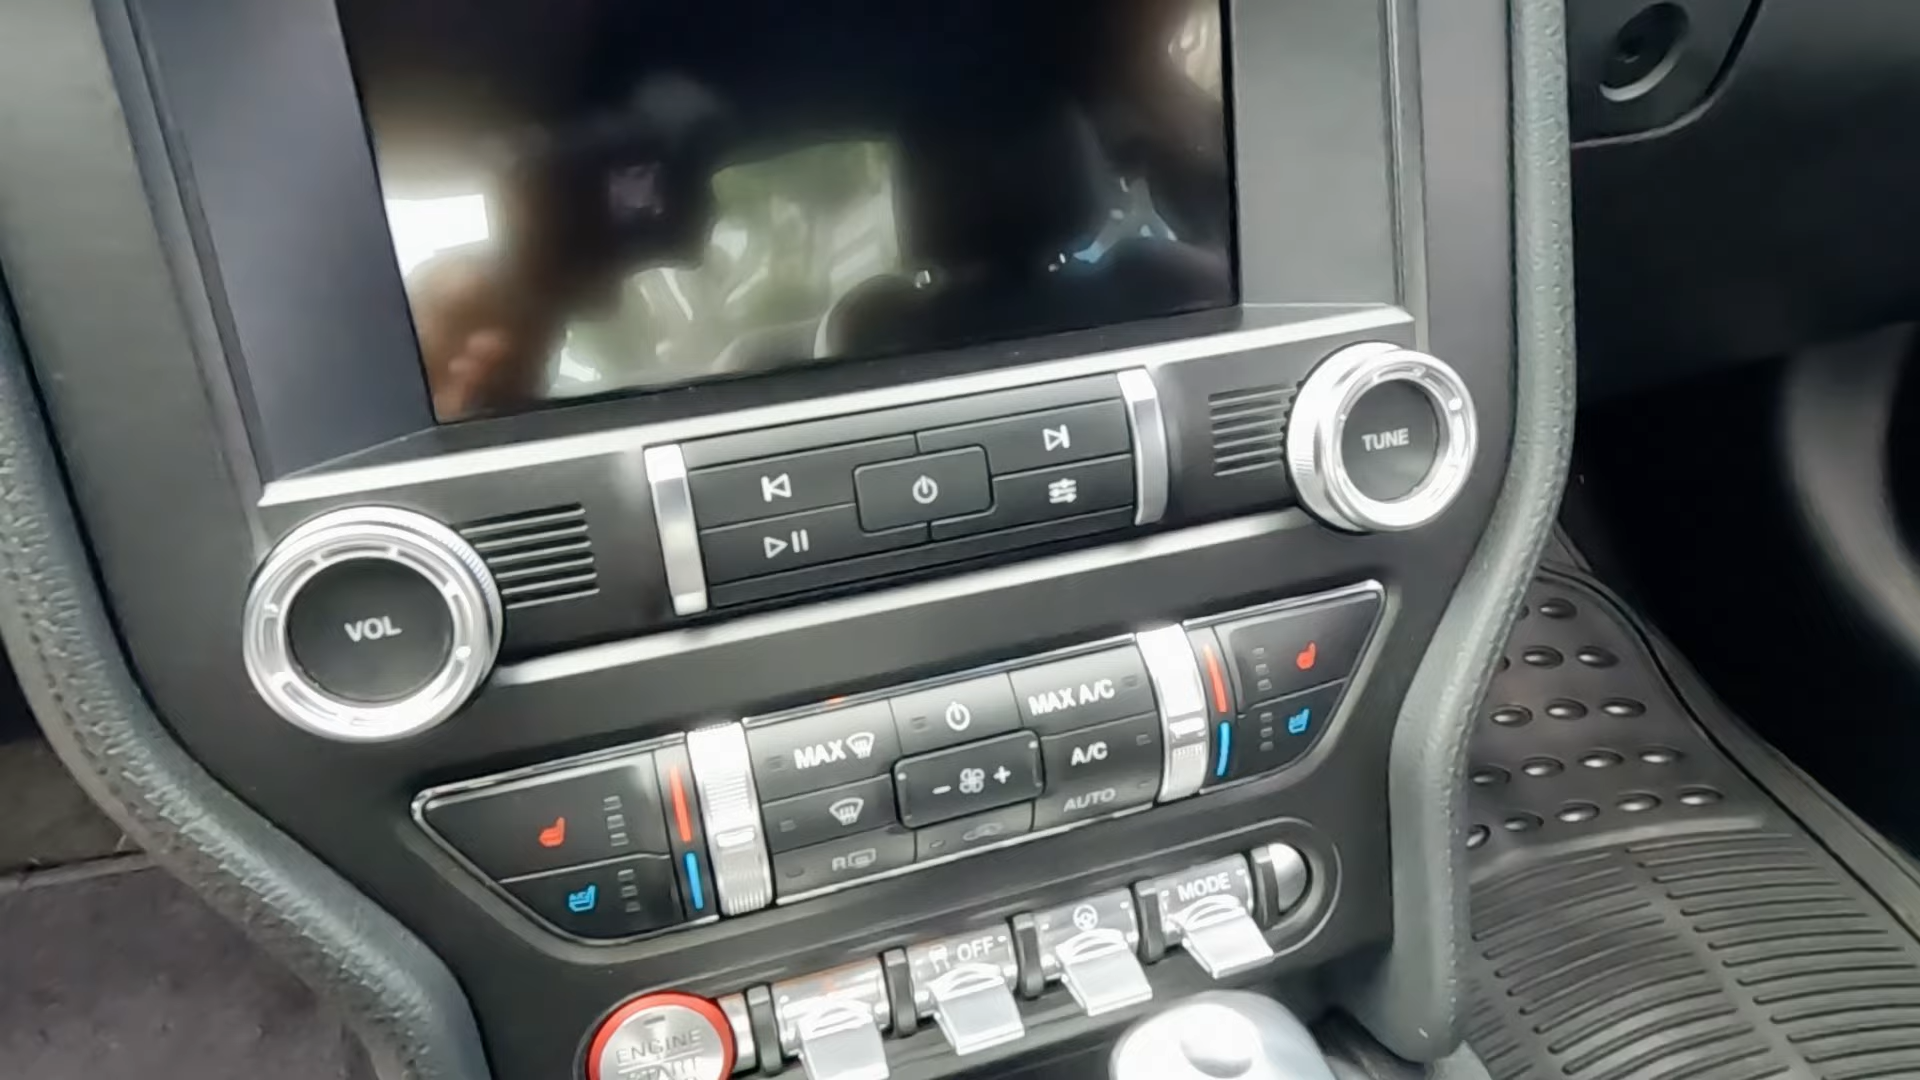 TUNE
VOL
MAX A/C
MAX
A/C
AUTO
R
MODE
OFF
ENGINE
START